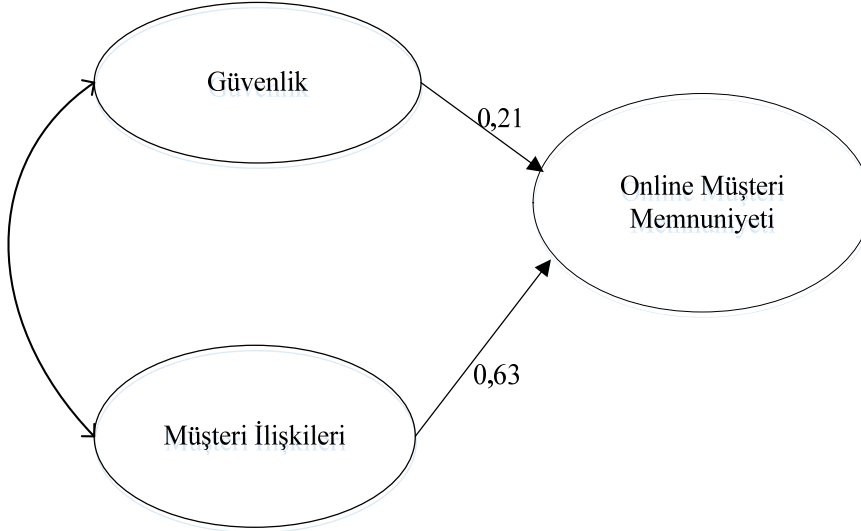 Güvenlik
0,21
Online Müşteri
Memnuniyeti
0,63
Müşteri İlişkileri